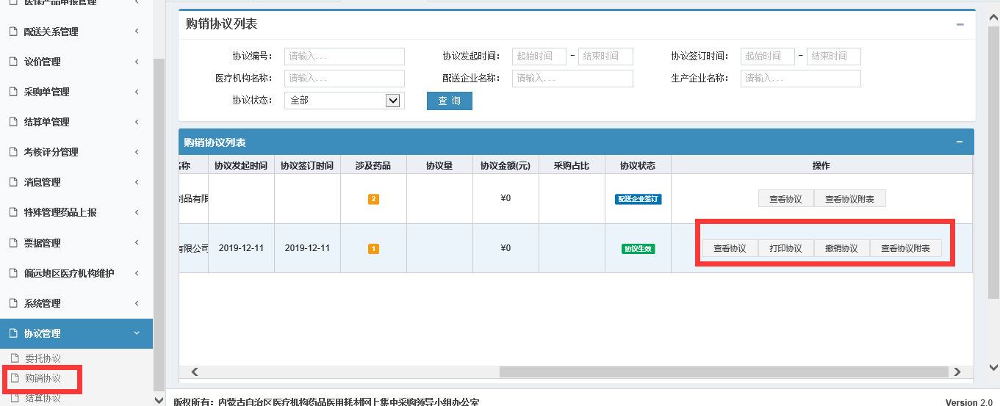 医保产品申报管理
配送关系管理
议价管理
采购单管理
结算单管理
考核评分管理
消息管理
特殊管理药品上报
票据管理
偏远地区医疗机构维护
系统管理
协议管理
委托协议
购销协议
结算协议
购销协议列表
协议编号： 请输入... 协议发起时间： 起始时间 - 结束时间 协议签订时间： 起始时间 - 结束时间
医疗机构名称： 请输入... 配送企业名称： 请输入... 生产企业名称： 请输入...
协议状态： 全部 查 询
购销协议列表
名称 协议发起时间 协议签订时间 涉及药品 协议量 协议金额(元) 采购占比 协议状态 操作
制品有限 2 ¥0 配送企业签订 查看协议 查看协议附表
有限公司 2019-12-11 2019-12-11 1 ¥0 协议生效 查看协议 打印协议 撤销协议 查看协议附表
版权所有：内蒙古自治区医疗机构药品医用耗材网上集中采购领导小组办公室 Version 2.0